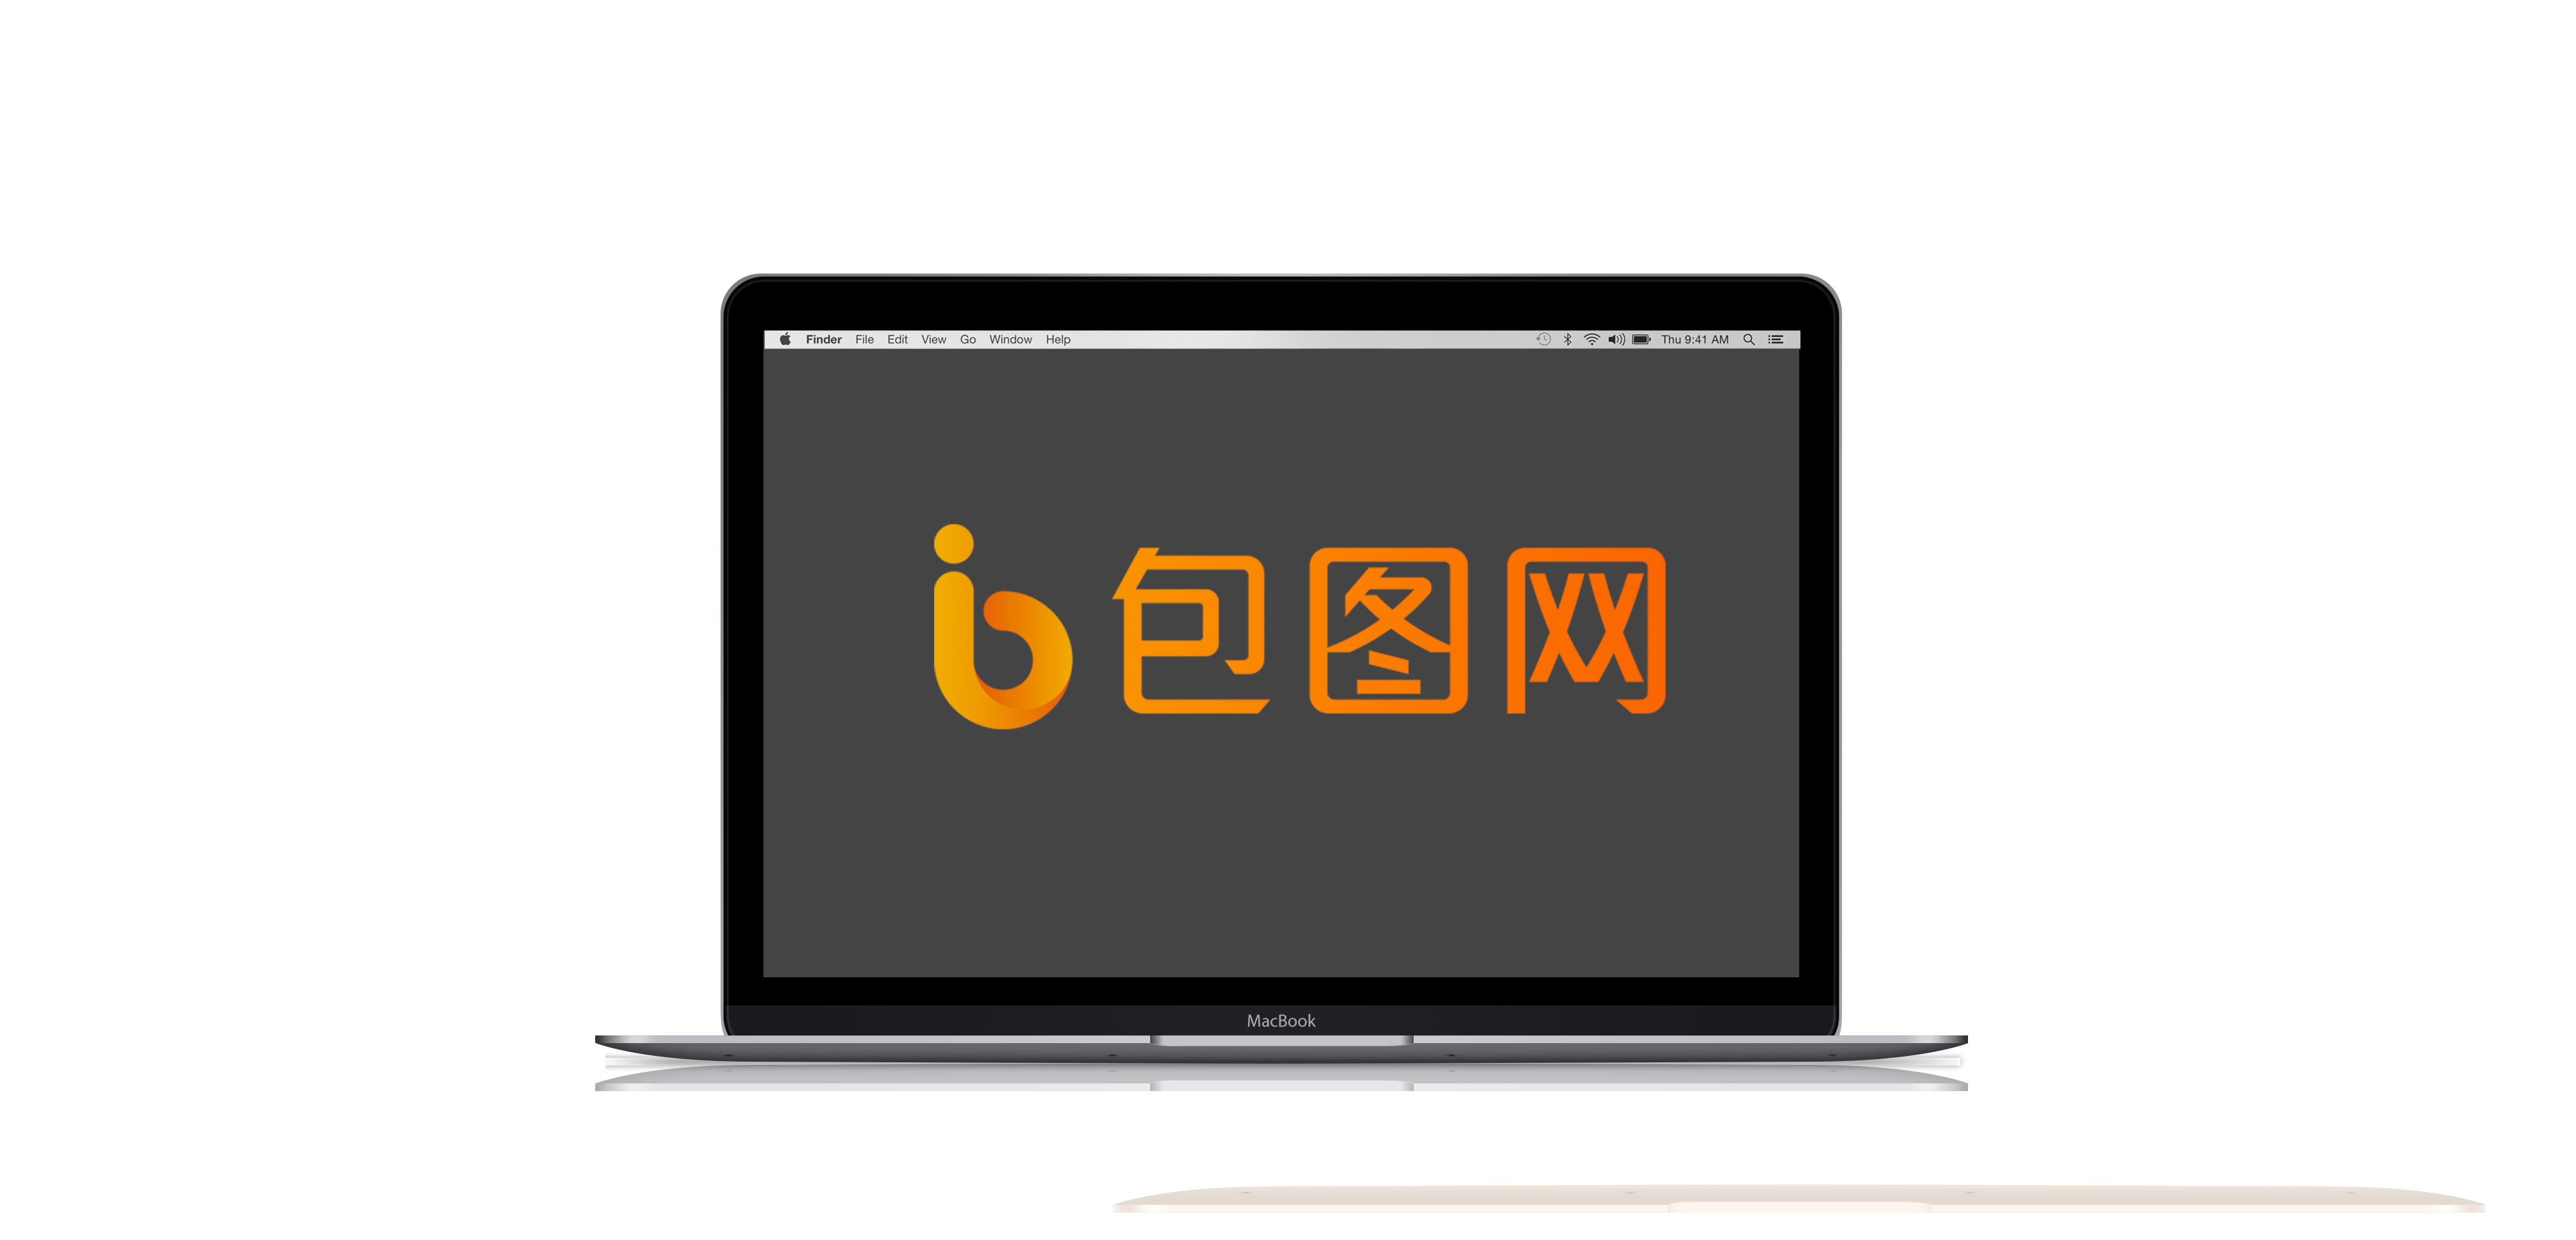 Finder File Edit View Go Window Help Thu 9:41 AM
包图网
MacBook